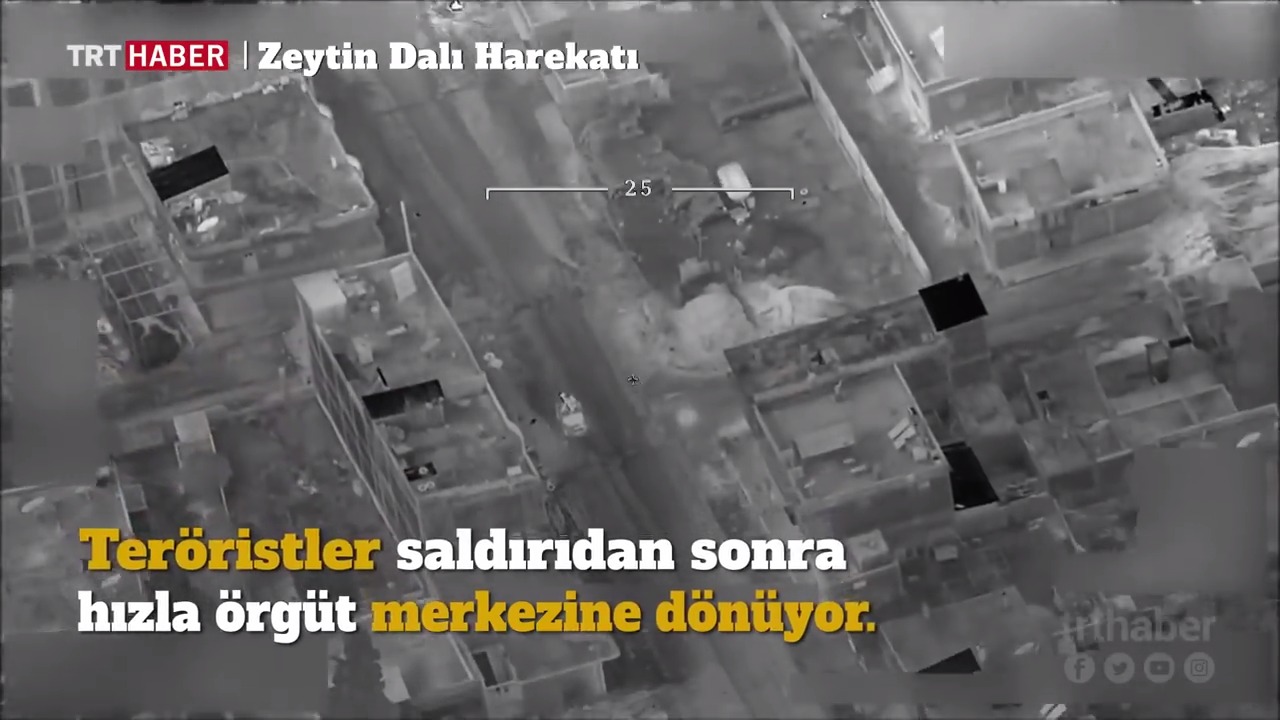 TRT HABER | Zeytin Dalı Harekatı
25
Teröristler saldırıdan sonra
hızla örgüt merkezine dönüyor.
trthaber